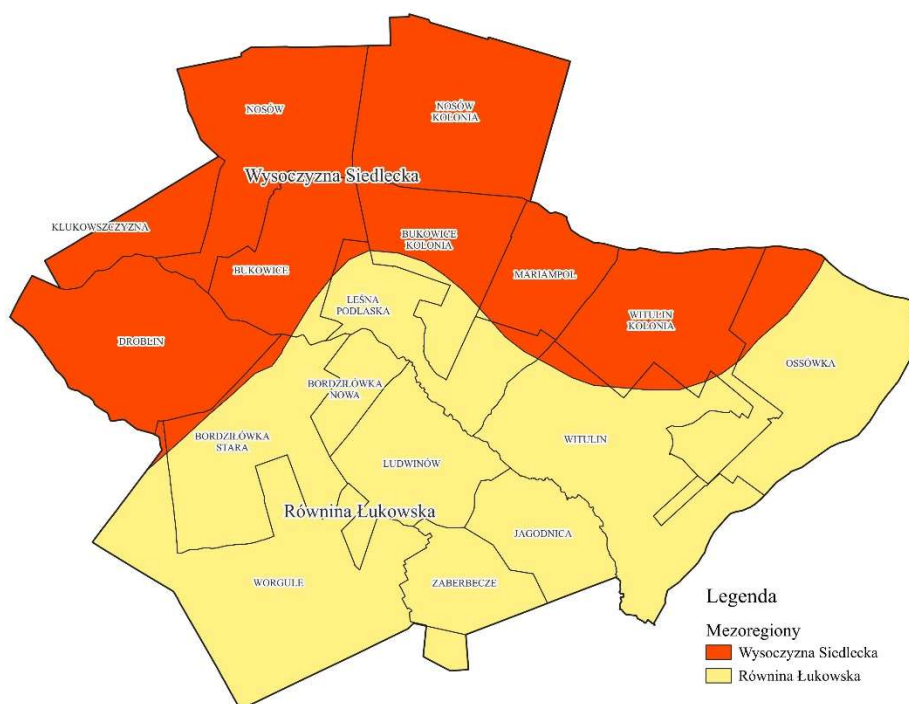 NOSÓW
NOSÓW
KOLONIA
Wysoczyzna Siedlecka
KLUKOWSZCZYZNA
BUKOWICE
BUKOWICE
KOLONIA
MARIAMPOL
LEŚNA
PODLASKA
WITULIN
KOLONIA
DROBLIN
OSSÓWKA
BORDZIŁÓWKA
NOWA
BORDZIŁÓWKA
STARA
WITULIN
LUDWINÓW
Równina Łukowska
JAGODNICA
WORGULE
ZABERBECZE
Legenda
Mezoregiony
Wysoczyzna Siedlecka
Równina Łukowska